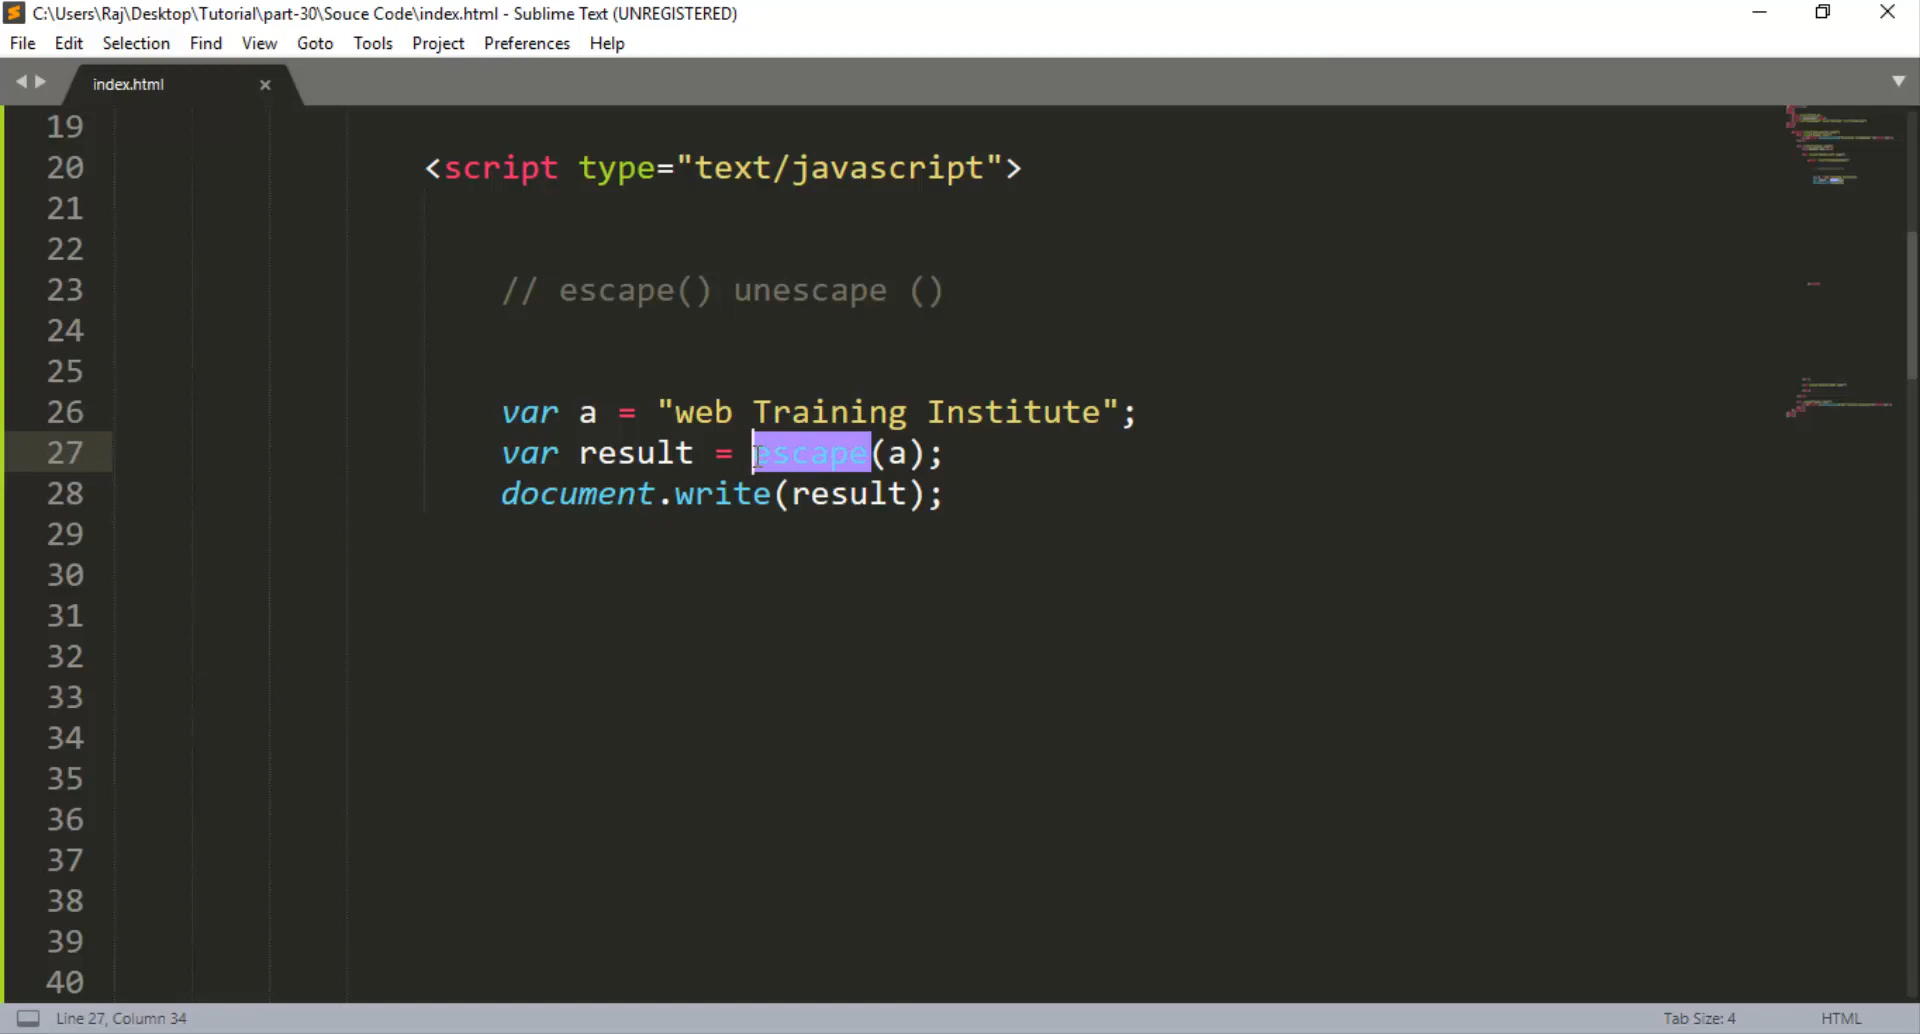 C:\Users\Raj\Desktop\Tutorial\part-30\Souce Code\index.html - Sublime Text (UNREGISTERED)
File Edit Selection Find View Goto Tools Project Preferences Help
index.html
19
20 <script type="text/javascript">
21
22
23 // escape() unescape ()
24
25
26 var a = "web Training Institute";
27 var result = escape(a);
28 document.write(result);
29
30
31
32
33
34
35
36
37
38
39
40
Line 27, Column 34 Tab Size: 4 HTML